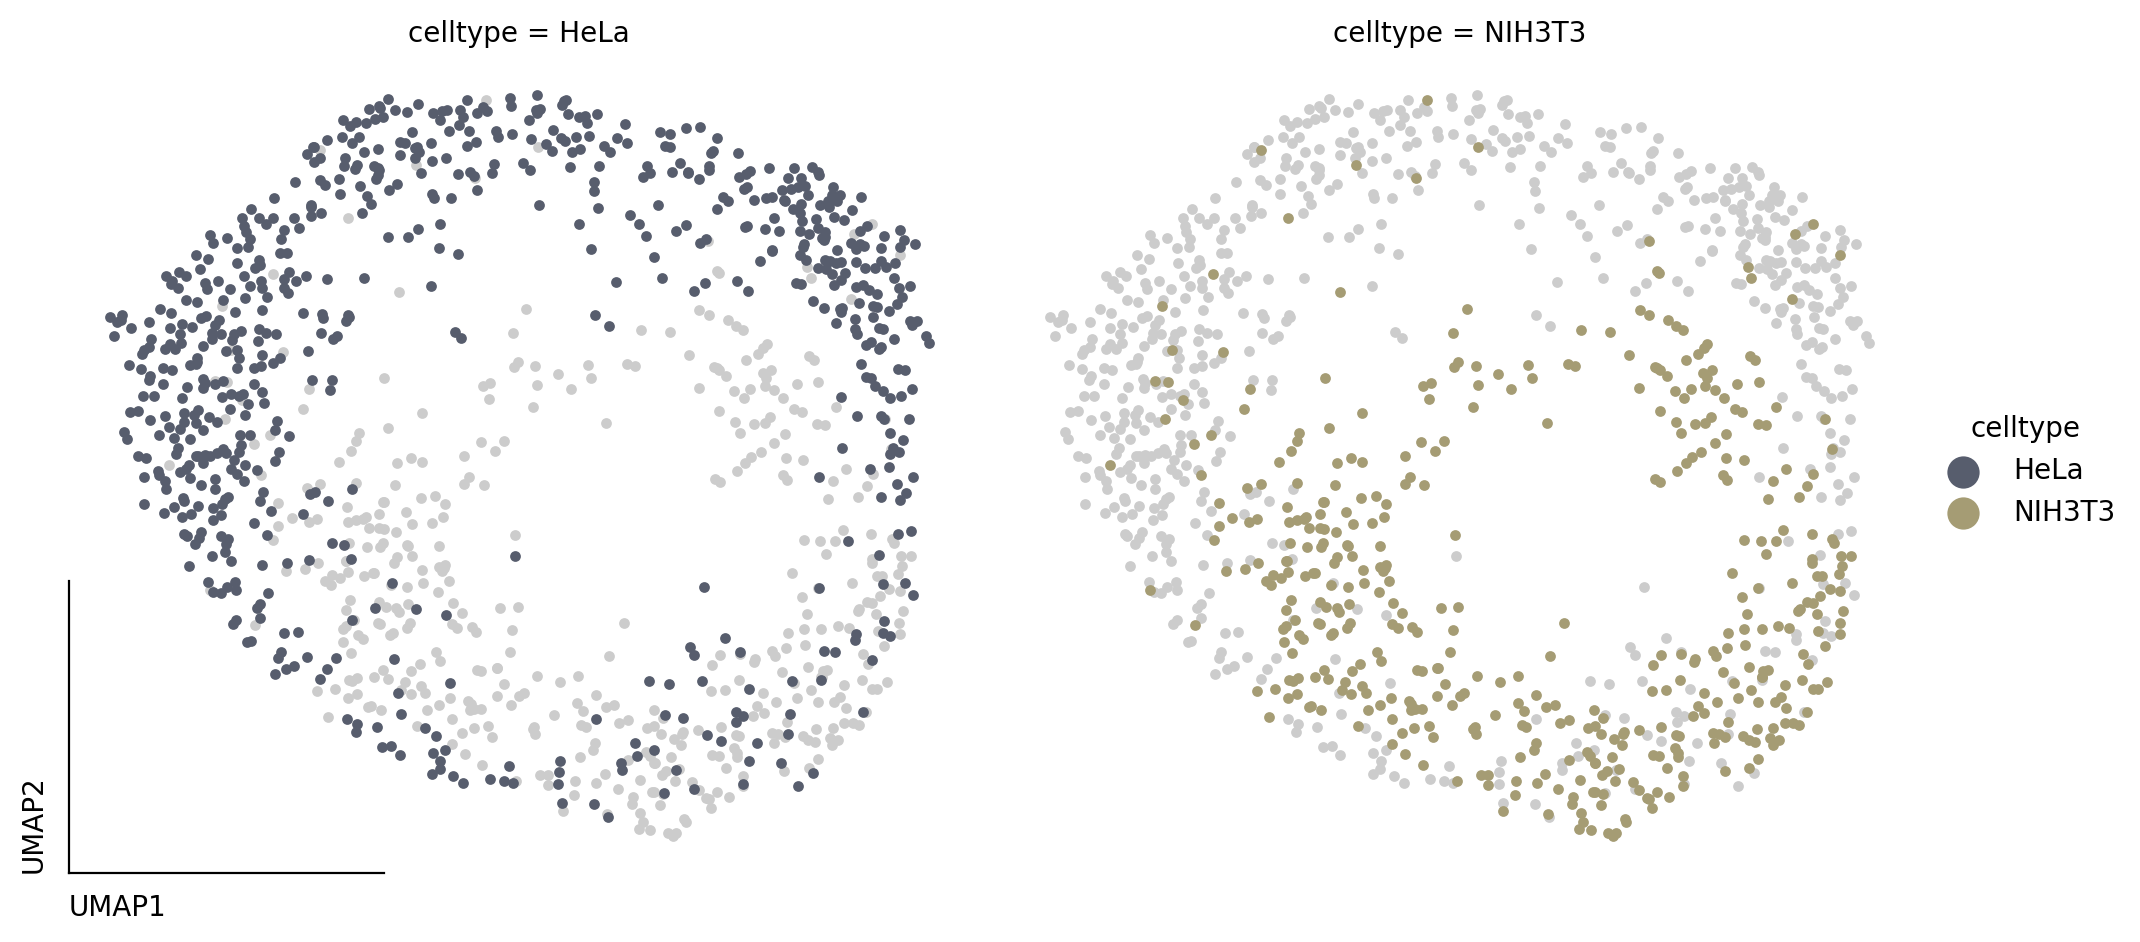 celltype = HeLa
celltype = NIH3T3
celltype
HeLa
NIH3T3
UMAP2
UMAP1